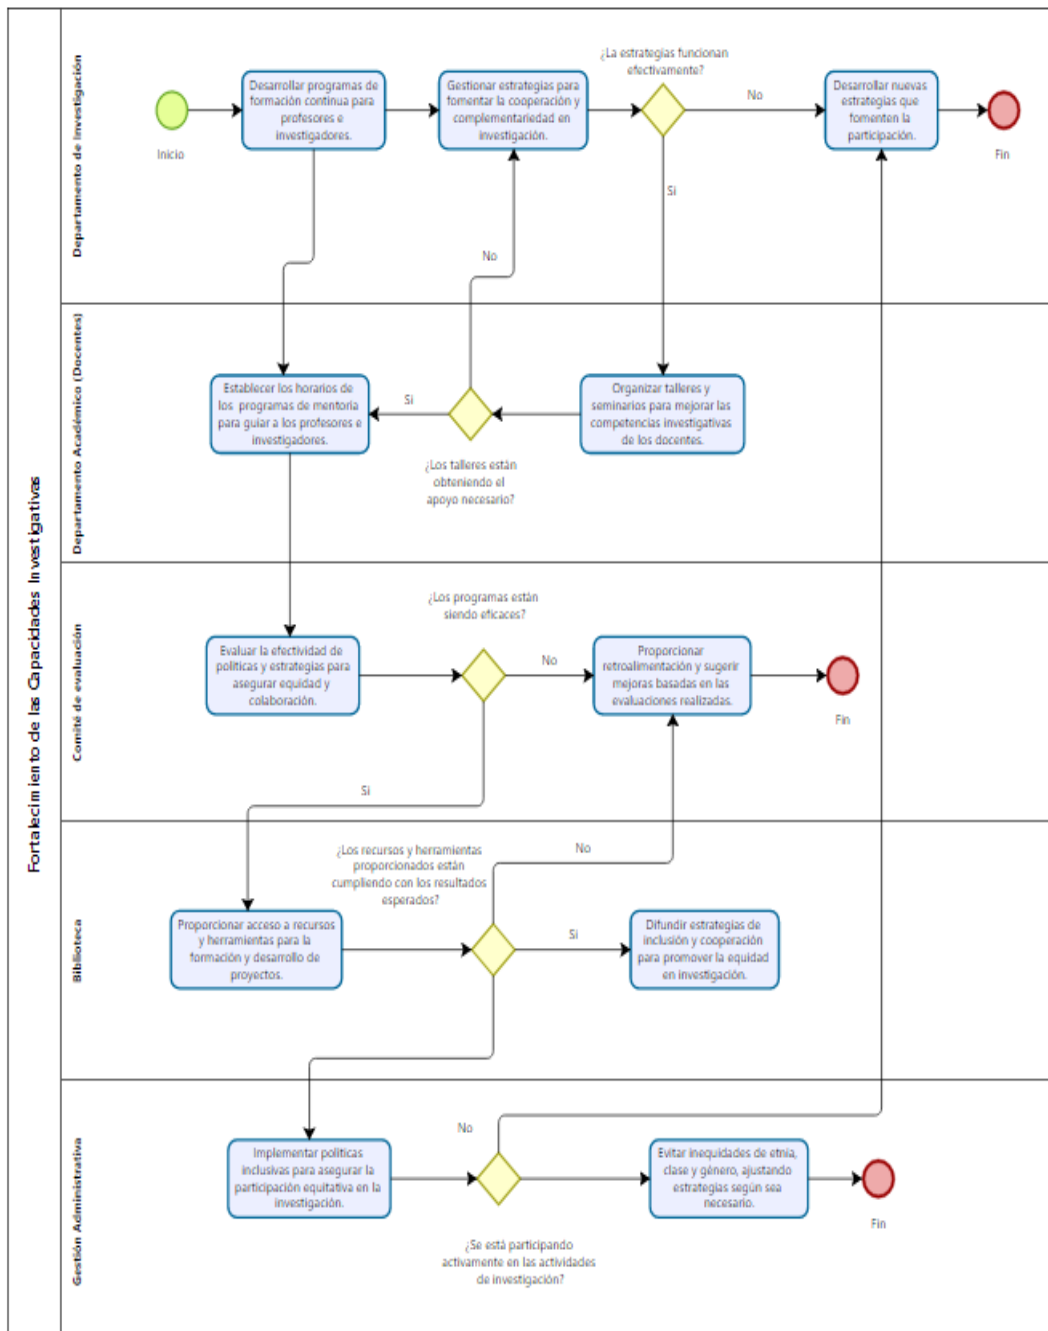 Fortalecimiento de las Capacidades Investigativas
Departamento de Investigación
Inicio
Desarrollar programas de
formación continua para
profesores e
investigadores.
Gestionar estrategias para
fomentar la cooperación y
complementariedad en
investigación.
¿La estrategias funcionan
efectivamente?
No
Si
Desarrollar nuevas
estrategias que
fomenten la
participación.
Fin
No
Departamento Académico (Docentes)
Establecer los horarios de
los programas de mentoría
para guiar a los profesores e
investigadores.
Si
¿Los talleres están
obteniendo el
apoyo necesario?
Organizar talleres y
seminarios para mejorar las
competencias investigativas
de los docentes.
Comité de evaluación
Evaluar la efectividad de
políticas y estrategias para
asegurar equidad y
colaboración.
¿Los programas están
siendo eficaces?
No
Si
Proporcionar
retroalimentación y sugerir
mejoras basadas en las
evaluaciones realizadas.
Fin
Biblioteca
Proporcionar acceso a recursos
y herramientas para la
formación y desarrollo de
proyectos.
¿Los recursos y herramientas
proporcionados están
cumpliendo con los resultados
esperados?
No
Si
Difundir estrategias de
inclusión y cooperación
para promover la equidad
en investigación.
Gestión Administrativa
Implementar políticas
inclusivas para asegurar la
participación equitativa en la
investigación.
No
¿Se está participando
activamente en las actividades
de investigación?
Evitar inequidades de etnia,
clase y género, ajustando
estrategias según sea
necesario.
Fin